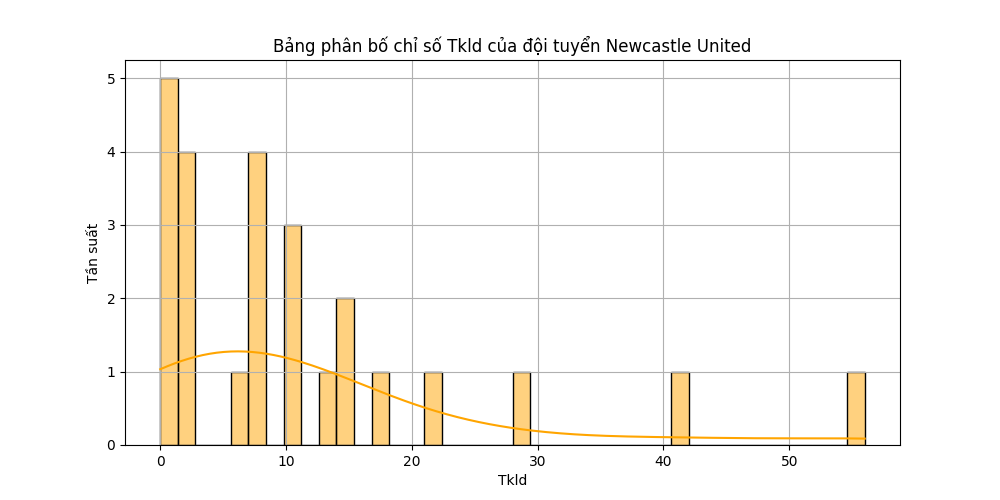 Bảng phân bố chỉ số Tkld của đội tuyển Newcastle United
5
4
3
2
1
0
Tần suất
0 10 20 30 40 50
Tkld